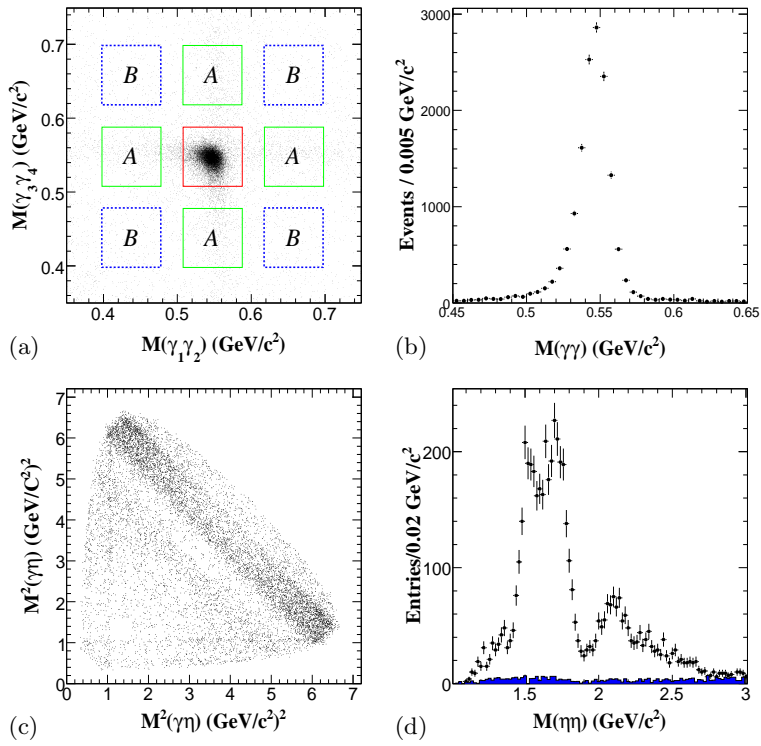 0.7
0.6
0.5
0.4
0.4 0.5 0.6 0.7
M(γ₃γ₄) (GeV/c²)
M(γ₁γ₂) (GeV/c²)
B A B
A A
B A B
(a)
3000
2000
1000
0
0.45 0.5 0.55 0.6 0.65
Events / 0.005 GeV/c²
M(γγ) (GeV/c²)
(b)
7
6
5
4
3
2
1
0
0 1 2 3 4 5 6 7
M²(γη) (GeV/C²)²
M²(γη) (GeV/c²)²
(c)
200
100
0
1.5 2 2.5 3
Entries/0.02 GeV/c²
M(ηη) (GeV/c²)
(d)